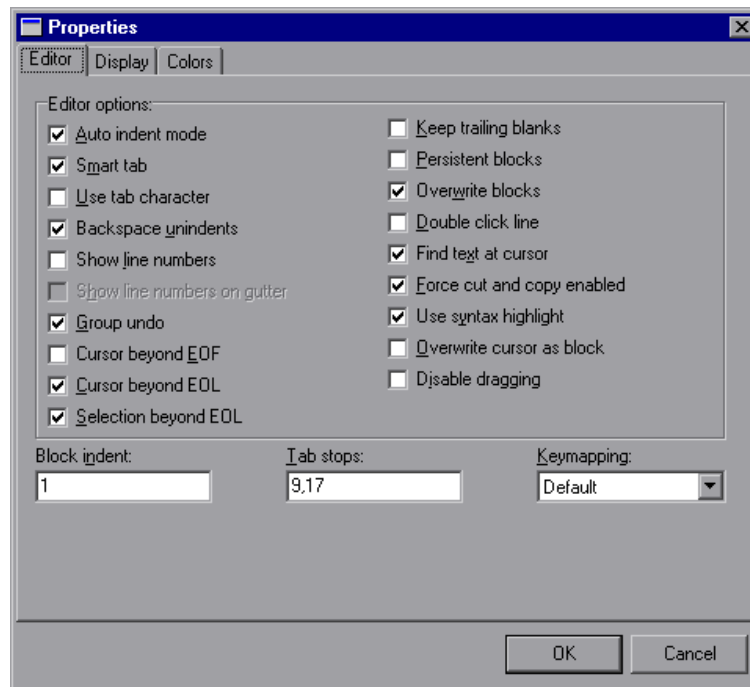 Properties
Editor Display Colors
Editor options:
Auto indent mode
Smart tab
Use tab character
Backspace unindents
Show line numbers
Show line numbers on gutter
Group undo
Cursor beyond EOF
Cursor beyond EOL
Selection beyond EOL
Keep trailing blanks
Persistent blocks
Overwrite blocks
Double click line
Find text at cursor
Force cut and copy enabled
Use syntax highlight
Overwrite cursor as block
Disable dragging
Block indent: Tab stops: Keymapping:
1 9,17 Default
OK Cancel